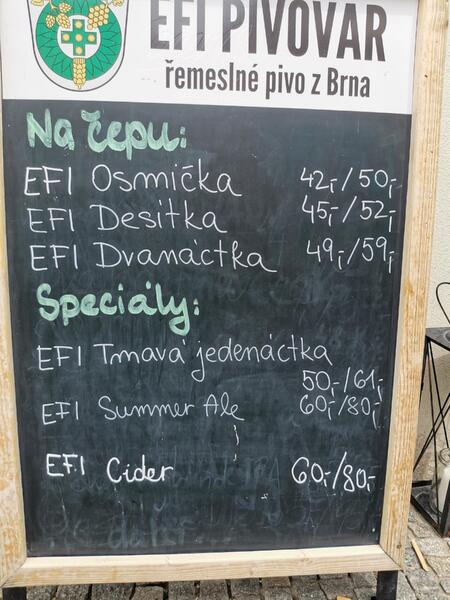 EFI PIVOVAR
řemeslné pivo z Brna
Na čepu:
EFI Osmička 42,-/50,-
EFI Desítka 45,-/52,-
EFI Dvanáctka 49,-/59,-
Speciály:
EFI Tmavá jedenáctka
50,-/61,-
EFI Summer Ale 60,-/80,-
EFI Cider 60,-/80,-